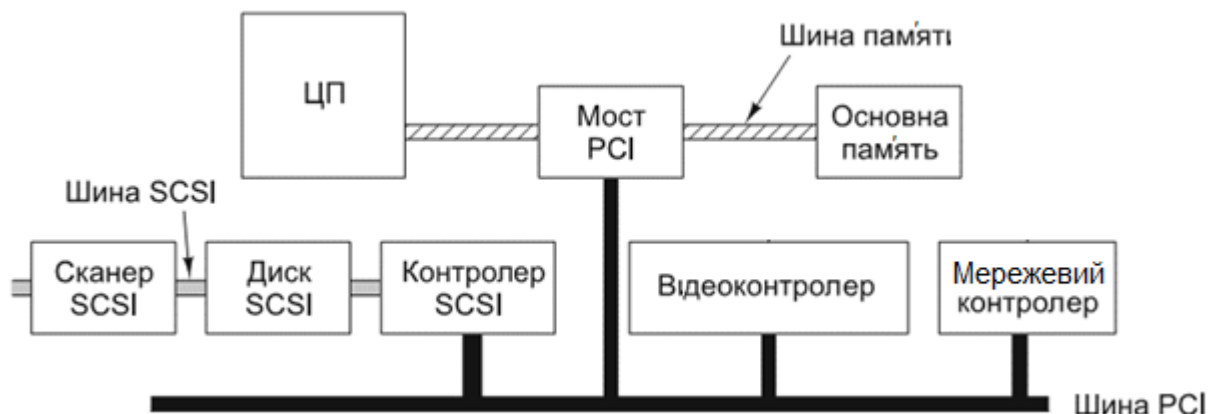 Шина пам'яти
ЦП
Мост
PCI
Основна
пам'ять
Шина SCSI
Сканер
SCSI
Диск
SCSI
Контролер
SCSI
Відеоконтролер
Мережевий
контролер
Шина PCI